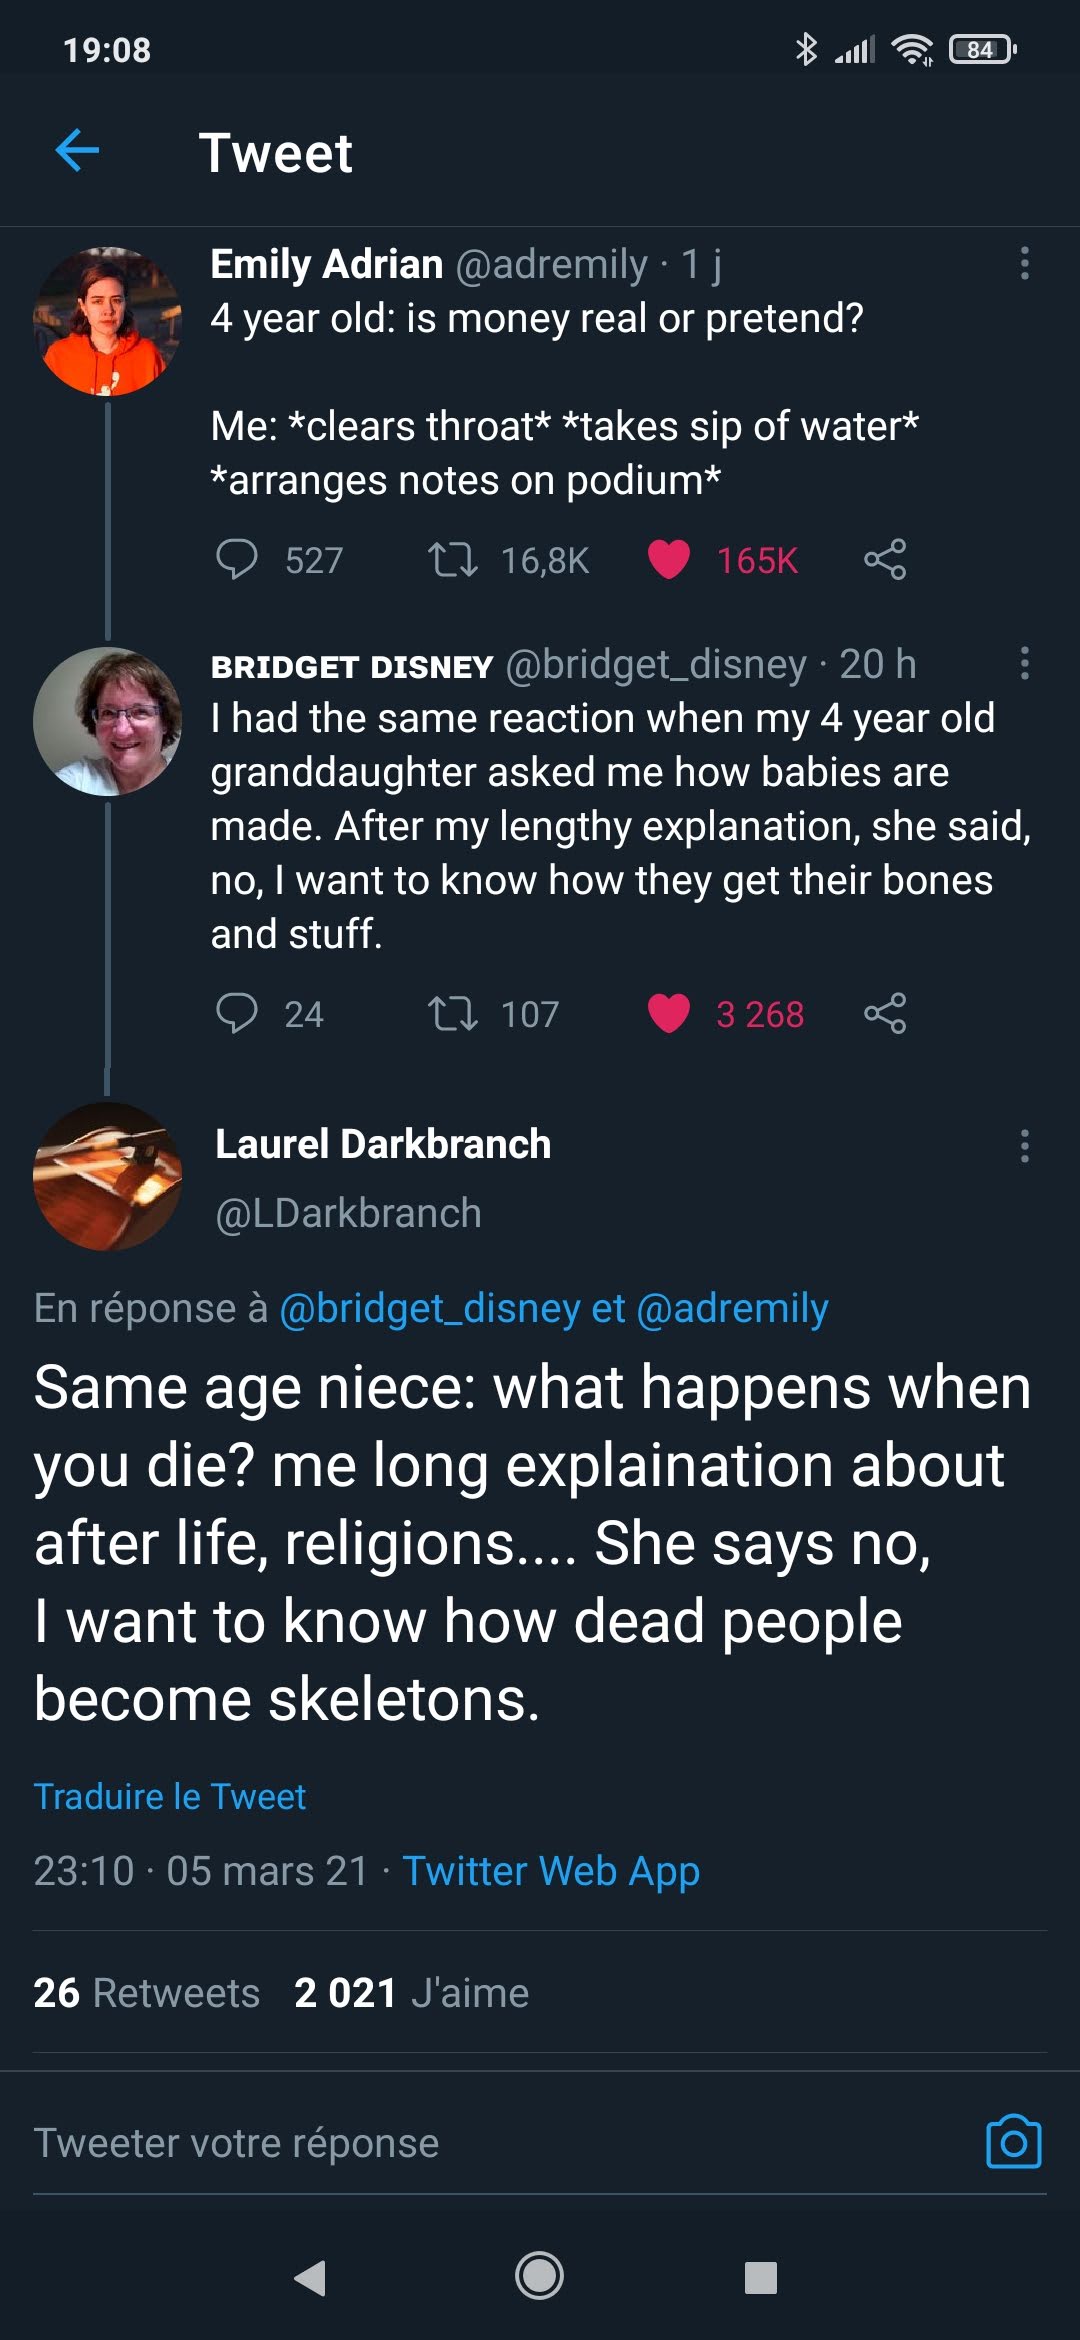 19:08
84
Tweet
Emily Adrian @adremily · 1 j
4 year old: is money real or pretend?
Me: *clears throat* *takes sip of water*
*arranges notes on podium*
527 16,8K 165K
BRIDGET DISNEY @bridget_disney · 20 h
I had the same reaction when my 4 year old
granddaughter asked me how babies are
made. After my lengthy explanation, she said,
no, I want to know how they get their bones
and stuff.
24 107 3 268
Laurel Darkbranch
@LDarkbranch
En réponse à @bridget_disney et @adremily
Same age niece: what happens when
you die? me long explaination about
after life, religions.... She says no,
I want to know how dead people
become skeletons.
Traduire le Tweet
23:10 · 05 mars 21 · Twitter Web App
26 Retweets 2 021 J'aime
Tweeter votre réponse